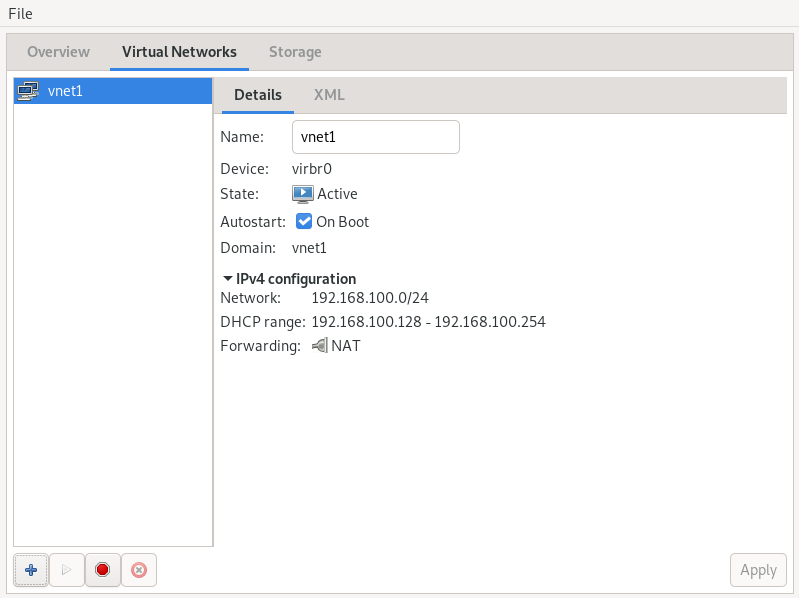 File
Overview Virtual Networks Storage
vnet1
Details XML
Name: vnet1
Device: virbr0
State: Active
Autostart: On Boot
Domain: vnet1
IPv4 configuration
Network: 192.168.100.0/24
DHCP range: 192.168.100.128 - 192.168.100.254
Forwarding: NAT
Apply